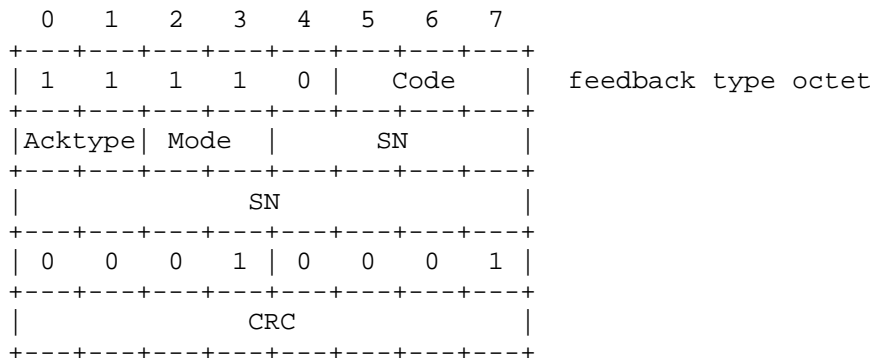 0   1   2   3   4   5   6   7
+---+---+---+---+---+---+---+---+
| 1   1   1   1   0 |   Code    |  feedback type octet
+---+---+---+---+---+---+---+---+
|Acktype| Mode  |      SN       |
+---+---+---+---+---+---+---+---+
|              SN               |
+---+---+---+---+---+---+---+---+
| 0   0   0   1 | 0   0   0   1 |
+---+---+---+---+---+---+---+---+
|              CRC              |
+---+---+---+---+---+---+---+---+